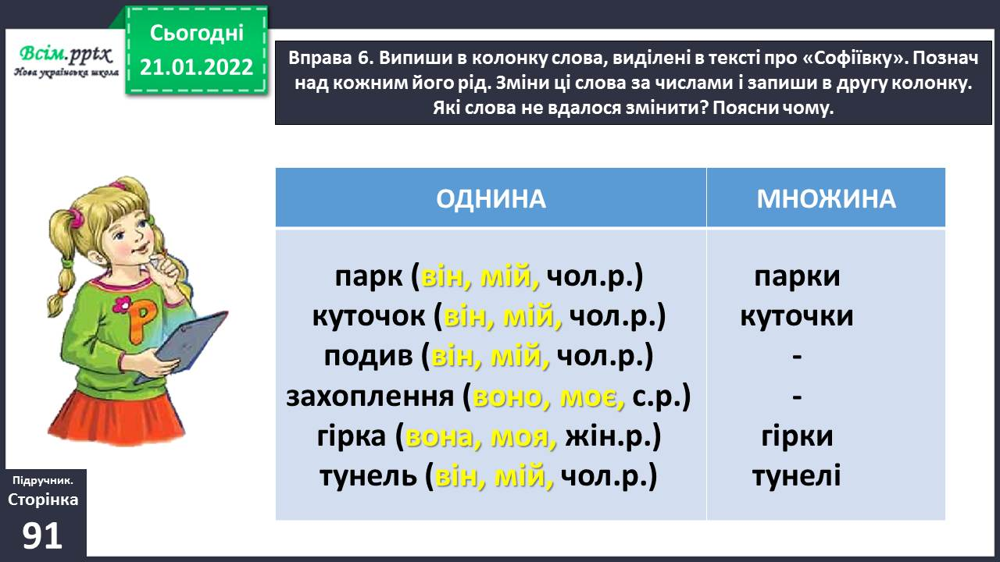 Сьогодні
21.01.2022
Всім.pptx
Нова українська школа
Вправа 6. Випиши в колонку слова, виділені в тексті про «Софіївку». Познач
над кожним його рід. Зміни ці слова за числами і запиши в другу колонку.
Які слова не вдалося змінити? Поясни чому.
ОДНИНА МНОЖИНА
парк (він, мій, чол.р.) парки
куточок (він, мій, чол.р.) куточки
подив (він, мій, чол.р.) -
захоплення (воно, моє, с.р.) -
гірка (вона, моя, жін.р.) гірки
тунель (він, мій, чол.р.) тунелі
Р
Підручник.
Сторінка
91